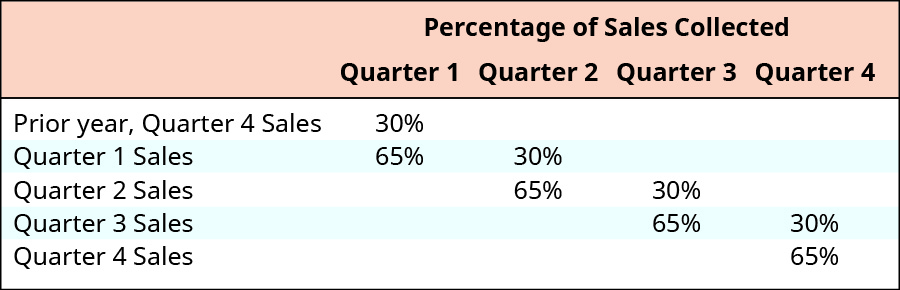 Percentage of Sales Collected
Quarter 1 Quarter 2 Quarter 3 Quarter 4
Prior year, Quarter 4 Sales 30%
Quarter 1 Sales 65% 30%
Quarter 2 Sales 65% 30%
Quarter 3 Sales 65% 30%
Quarter 4 Sales 65%